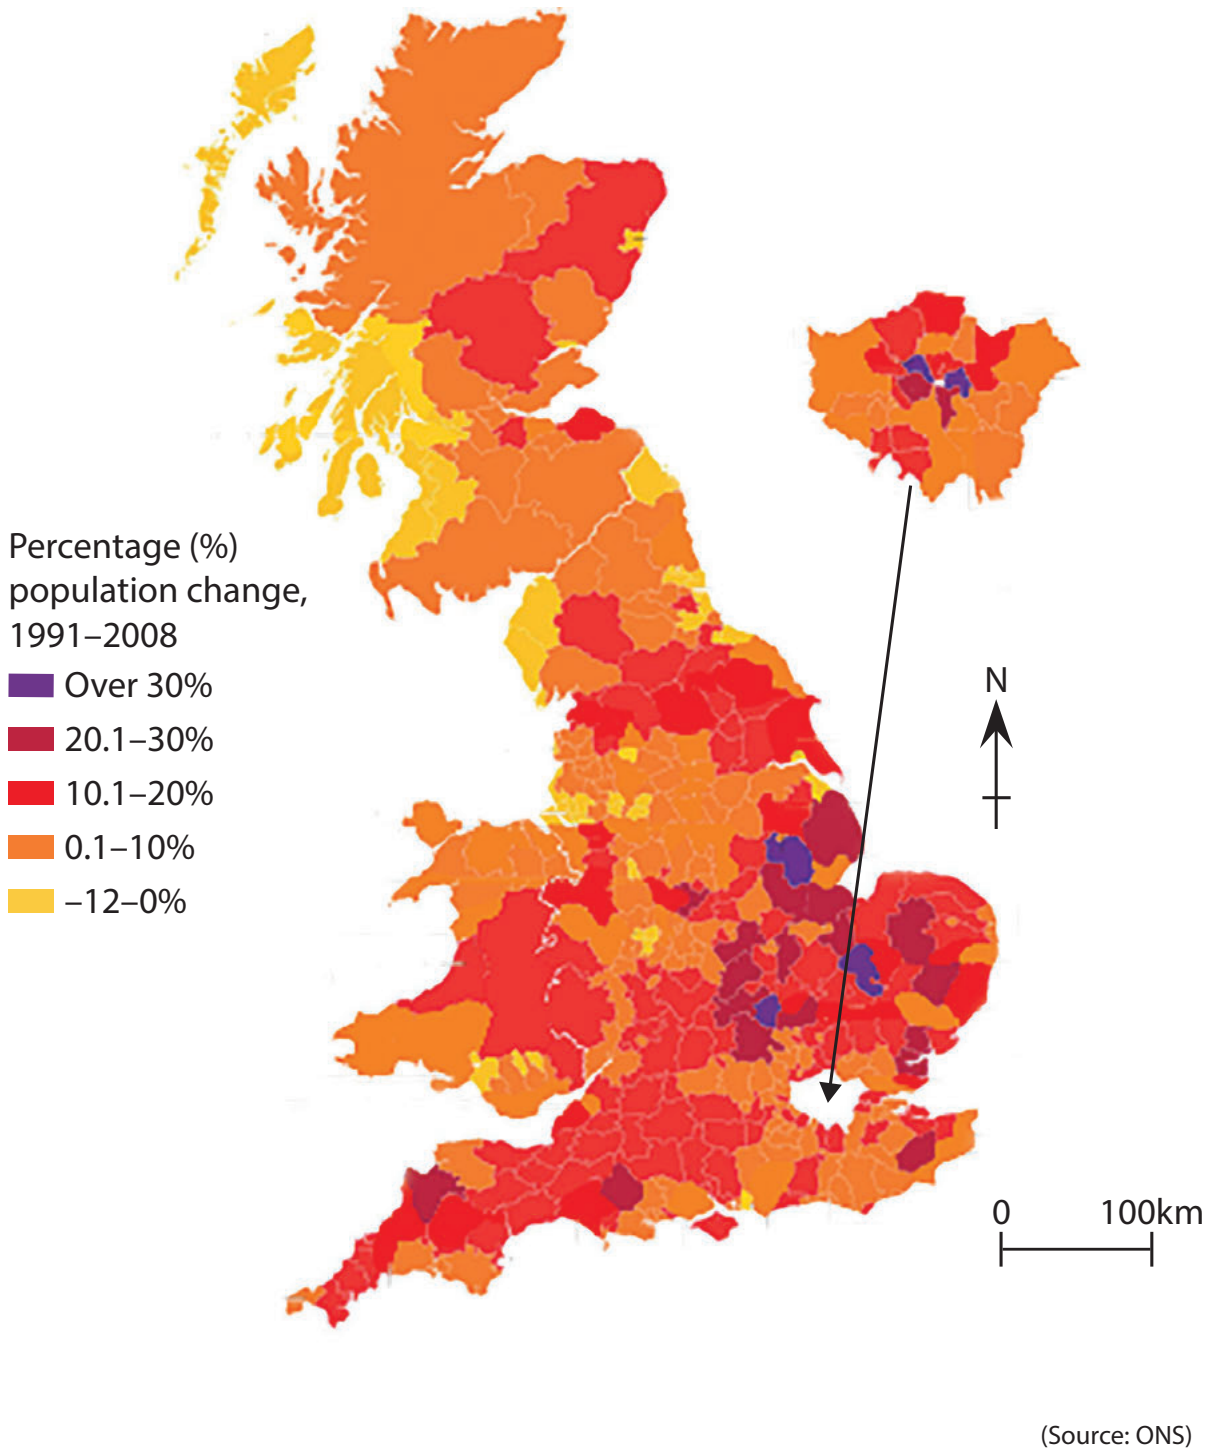 Percentage (%)
population change,
1991–2008
Over 30%
20.1–30%
10.1–20%
0.1–10%
–12–0%
N
0 100km
(Source: ONS)